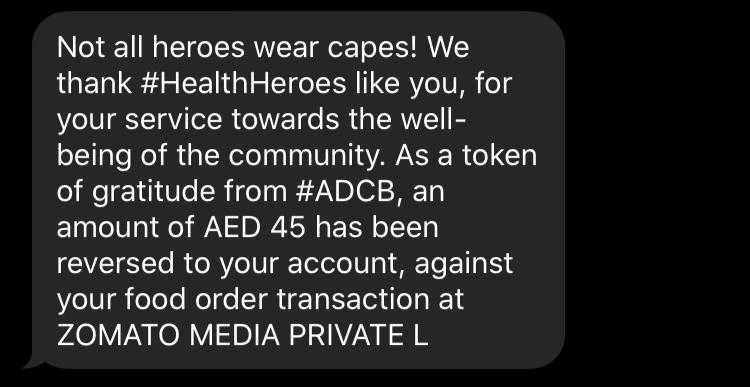 Not all heroes wear capes! We
thank #HealthHeroes like you, for
your service towards the well-
being of the community. As a token
of gratitude from #ADCB, an
amount of AED 45 has been
reversed to your account, against
your food order transaction at
ZOMATO MEDIA PRIVATE L